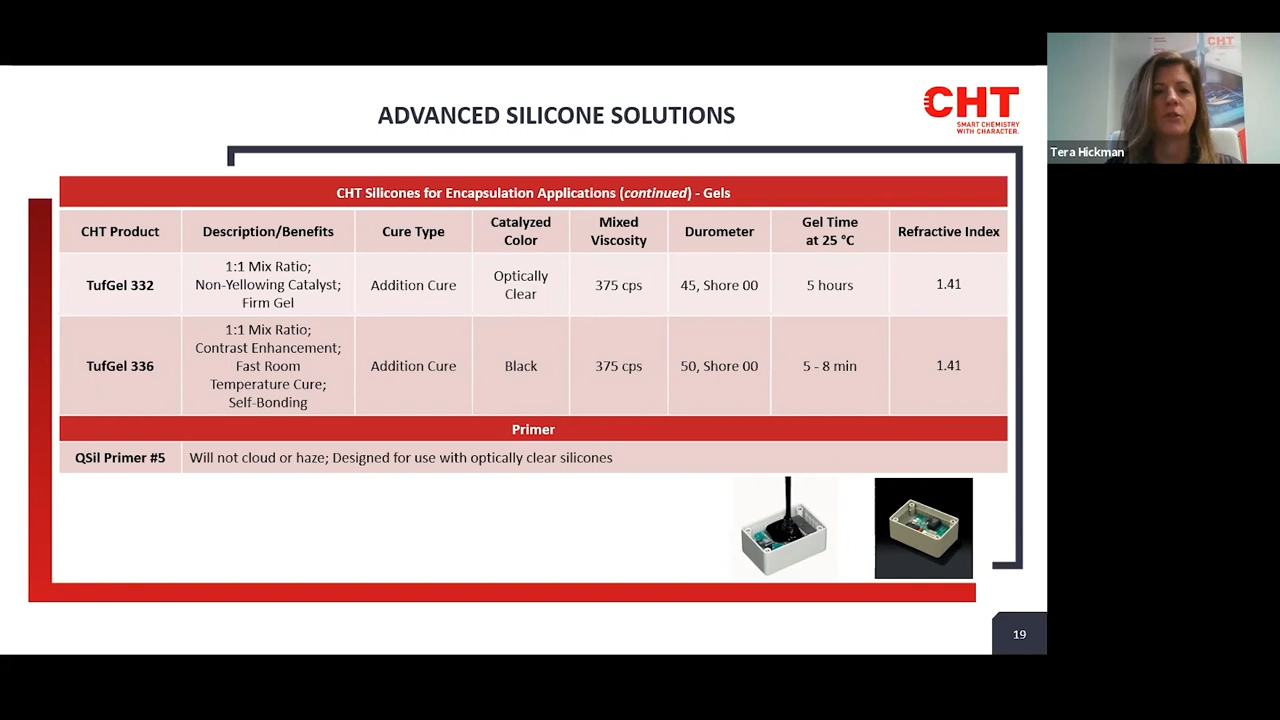 ADVANCED SILICONE SOLUTIONS
CHT
SMART CHEMISTRY
WITH CHARACTER.
CHT
Tera Hickman
CHT Silicones for Encapsulation Applications (continued) - Gels
CHT Product
Description/Benefits
Cure Type
Catalyzed
Color
Mixed
Viscosity
Durometer
Gel Time
at 25 °C
Refractive Index
TufGel 332
1:1 Mix Ratio;
Non-Yellowing Catalyst;
Firm Gel
Addition Cure
Optically
Clear
375 cps
45, Shore 00
5 hours
1.41
TufGel 336
1:1 Mix Ratio;
Contrast Enhancement;
Fast Room
Temperature Cure;
Self-Bonding
Addition Cure
Black
375 cps
50, Shore 00
5 - 8 min
1.41
Primer
QSil Primer #5
Will not cloud or haze; Designed for use with optically clear silicones
19